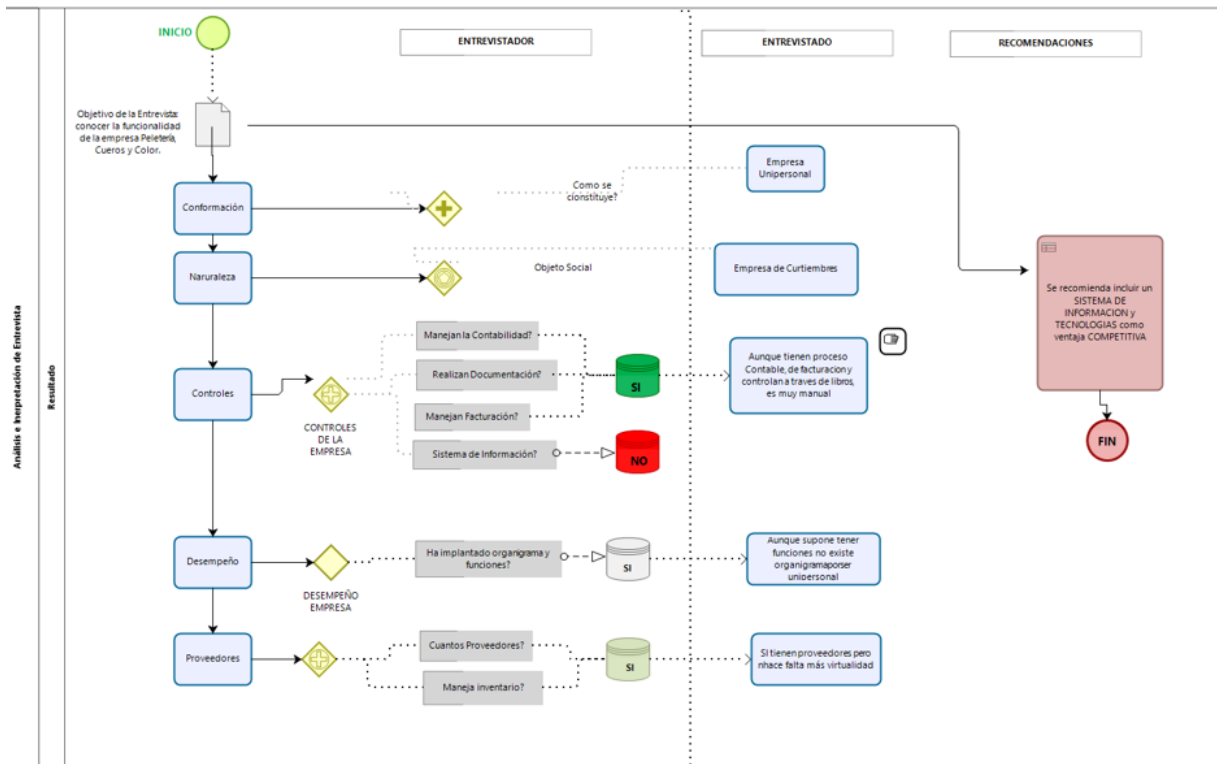 INICIO
ENTREVISTADOR
ENTREVISTADO
RECOMENDACIONES
Objetivo de la Entrevista:
conocer la funcionalidad
de la empresa Peletería,
Cueros y Color.
Conformación
Como se
cionstituye?
Empresa
Unipersonal
Naruraleza
Objeto Social
Empresa de Curtiembres
Se recomienda incluir un
SISTEMA DE
INFORMACION y
TECNOLOGIAS como
ventaja COMPETITIVA
FIN
Controles
CONTROLES
DE LA
EMPRESA
Manejan la Contabilidad?
Realizan Documentación?
Manejan Facturación?
Sistema de Información?
SI
NO
Aunque tienen proceso
Contable, de facturacion y
controlan a traves de libros,
es muy manual
Desempeño
DESEMPEÑO
EMPRESA
Ha implantado organigrama y
funciones?
SI
Aunque supone tener
funciones no existe
organigramaporser
unipersonal
Proveedores
Cuantos Proveedores?
Maneja inventario?
SI
SI tienen proveedores pero
nhace falta más virtualidad
Análisis e Inerpretación de Entrevista
Resultado